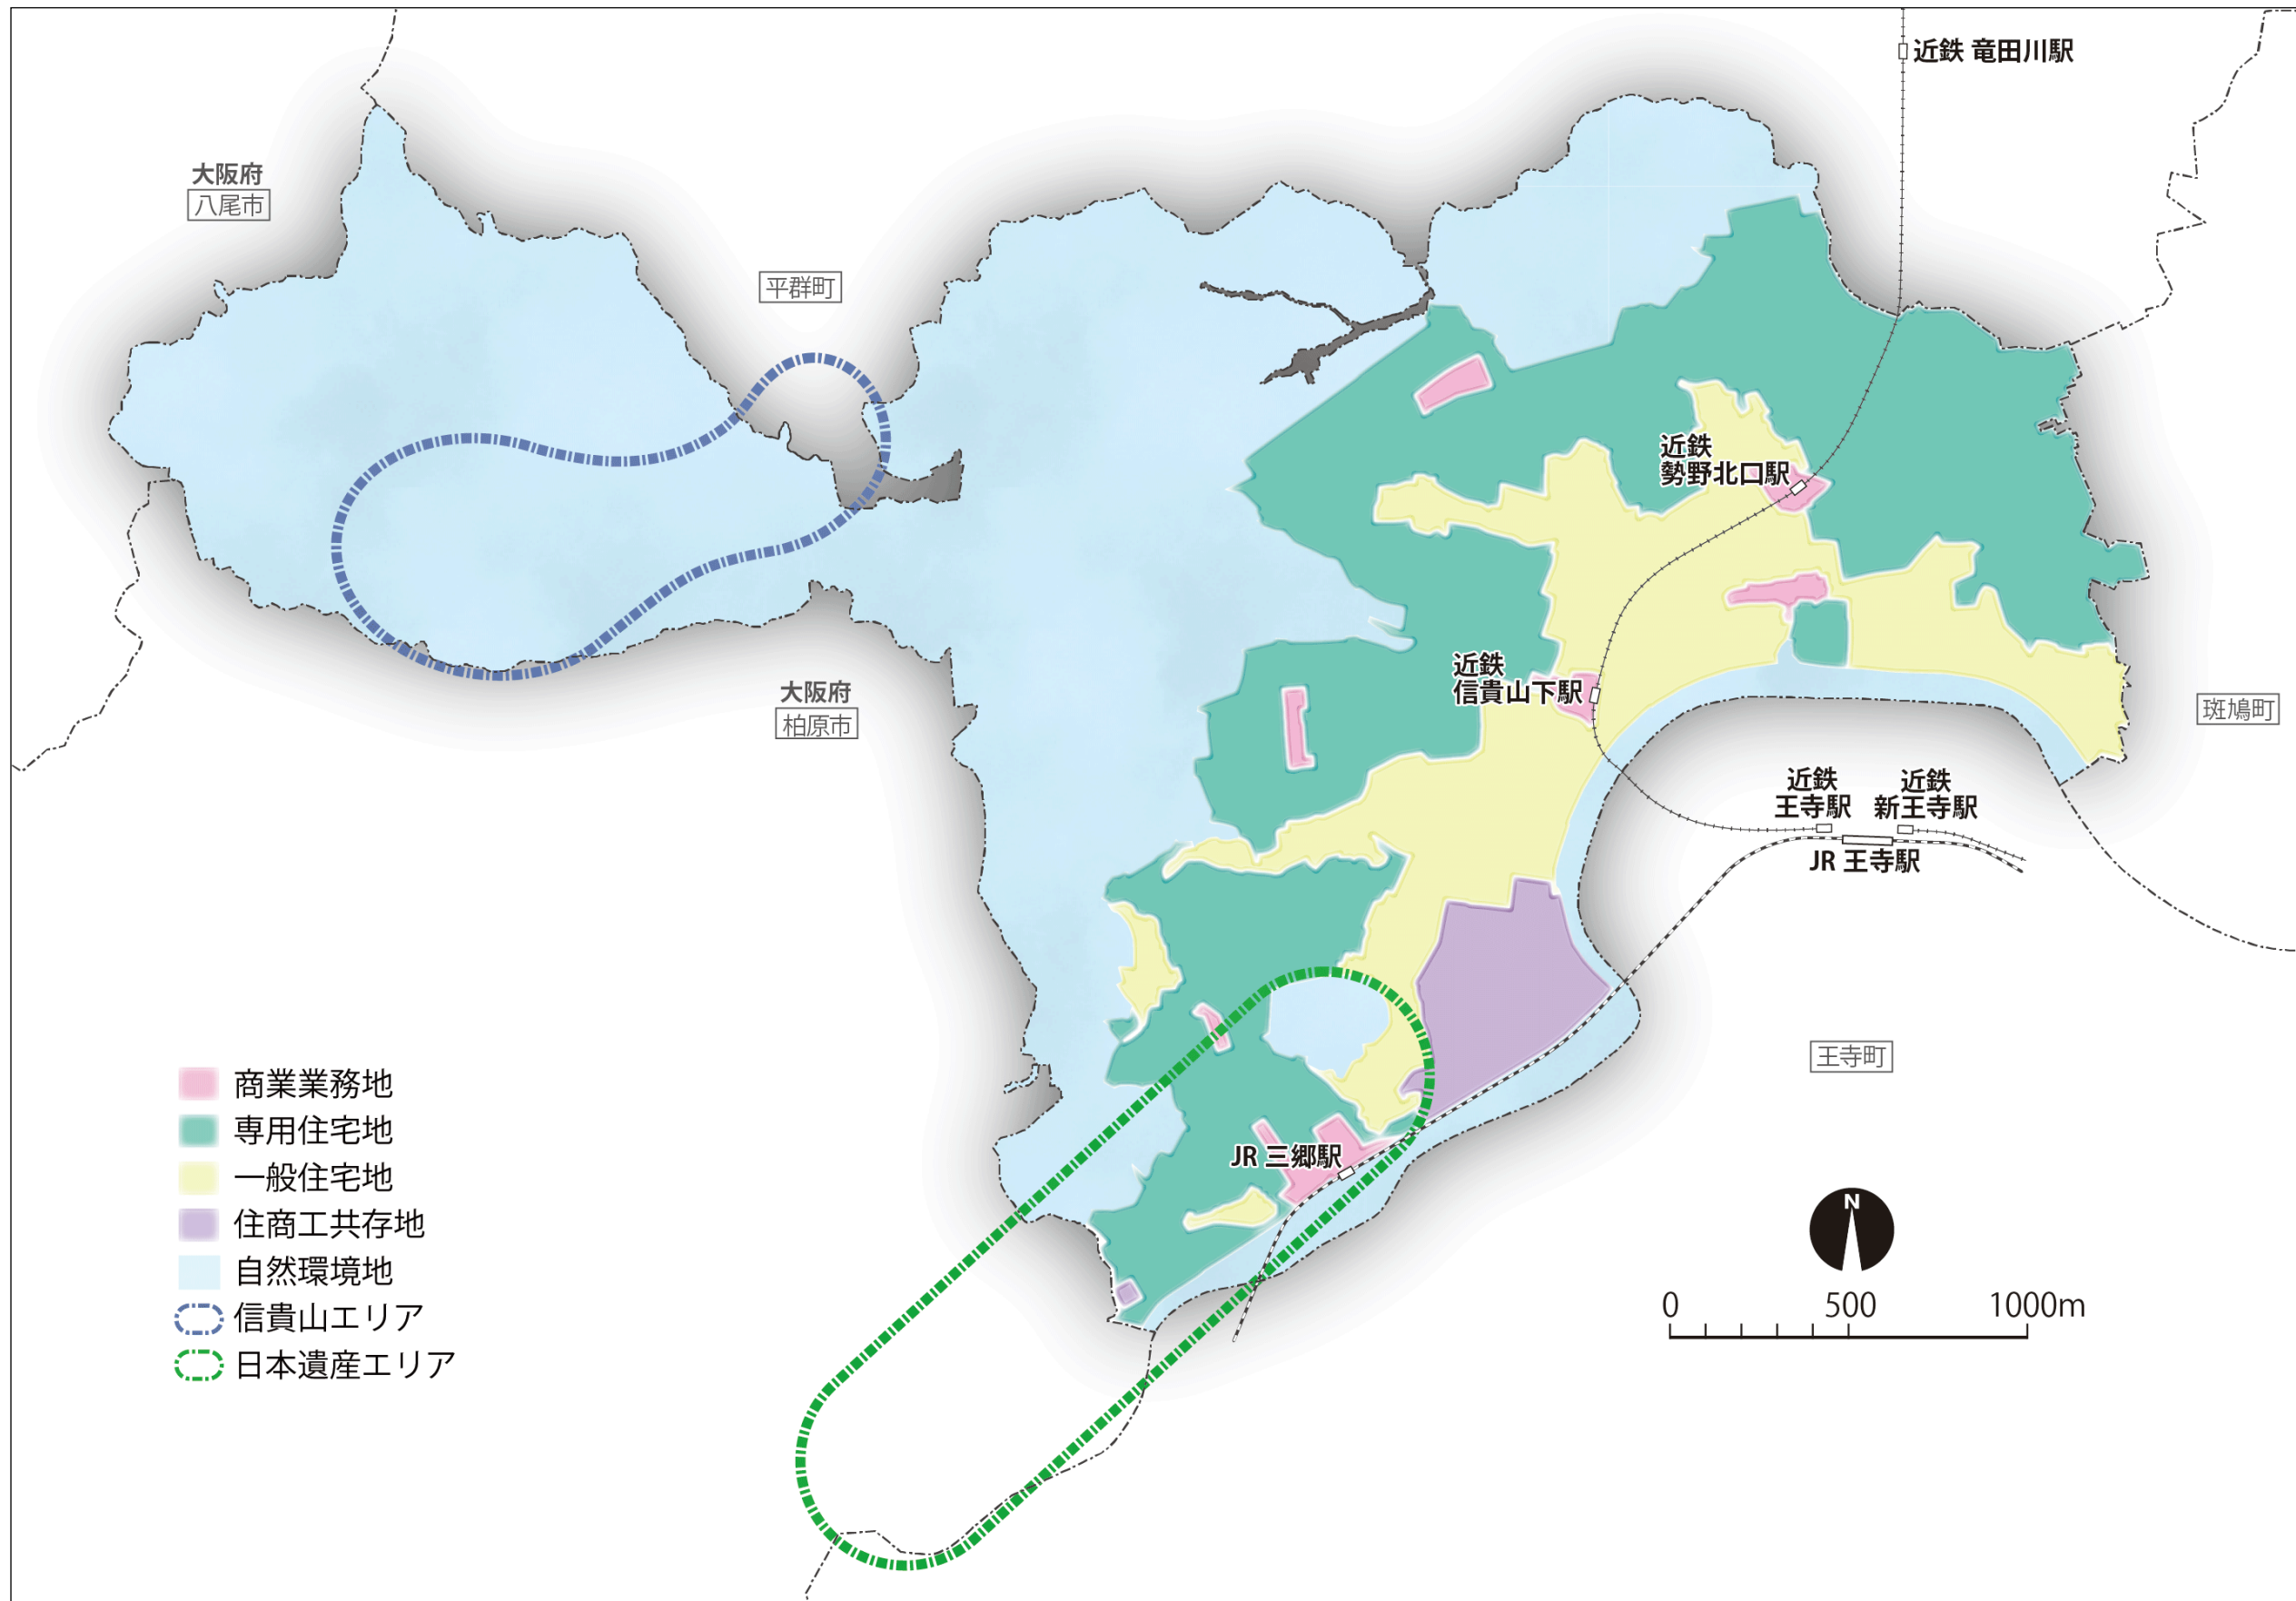 近鉄 竜田川駅
大阪府
八尾市
平群町
近鉄
勢野北口駅
近鉄
信貴山下駅
大阪府
柏原市
斑鳩町
近鉄
王寺駅
近鉄
新王寺駅
JR 王寺駅
王寺町
JR 三郷駅
商業業務地
専用住宅地
一般住宅地
住商工共存地
自然環境地
信貴山エリア
日本遺産エリア
N
0 500 1000m